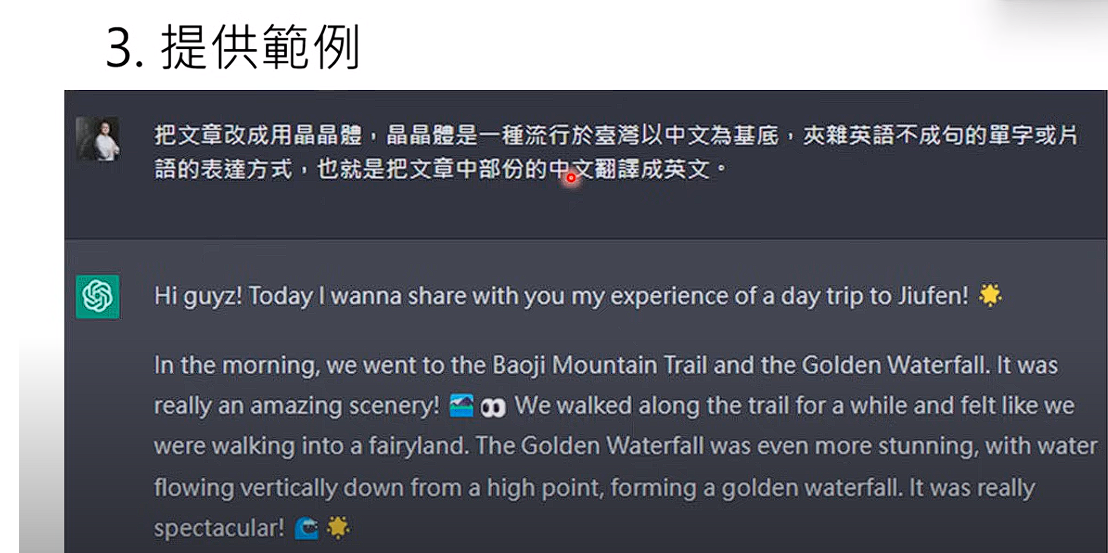 3. 提供範例
把文章改成用晶晶體，晶晶體是一種流行於臺灣以中文為基底，夾雜英語不成句的單字或片
語的表達方式，也就是把文章中部份的中文翻譯成英文。
Hi guyz! Today I wanna share with you my experience of a day trip to Jiufen! 🌟
In the morning, we went to the Baoji Mountain Trail and the Golden Waterfall. It was
really an amazing scenery! 🏞️ 👀 We walked along the trail for a while and felt like we
were walking into a fairyland. The Golden Waterfall was even more stunning, with water
flowing vertically down from a high point, forming a golden waterfall. It was really
spectacular! 🌊 🌟